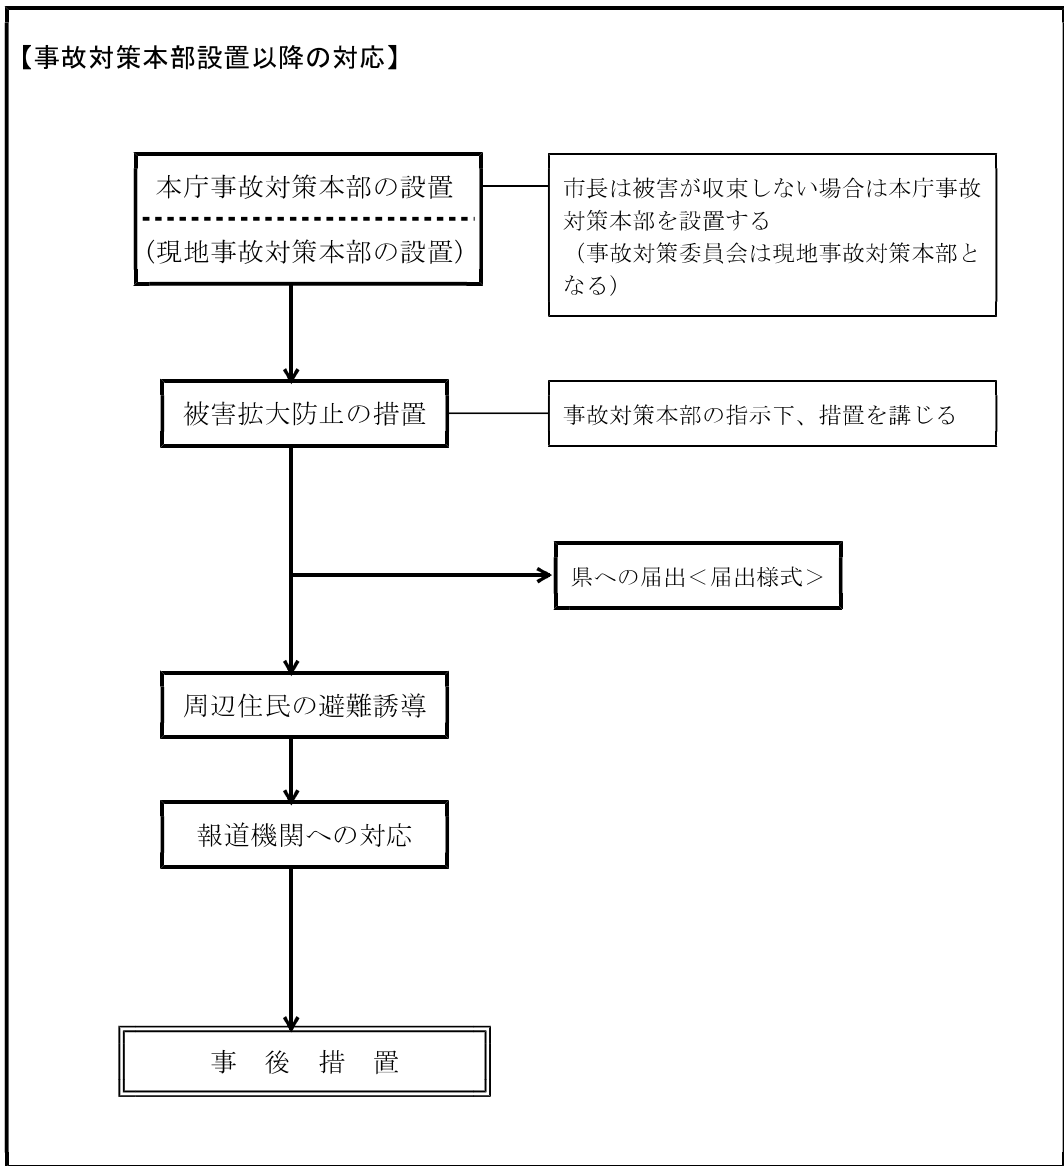 【事故対策本部設置以降の対応】
本庁事故対策本部の設置
(現地事故対策本部の設置)
市長は被害が収束しない場合は本庁事故
対策本部を設置する
（事故対策委員会は現地事故対策本部と
なる）
被害拡大防止の措置
事故対策本部の指示下、措置を講じる
県への届出＜届出様式＞
周辺住民の避難誘導
報道機関への対応
事　後　措　置